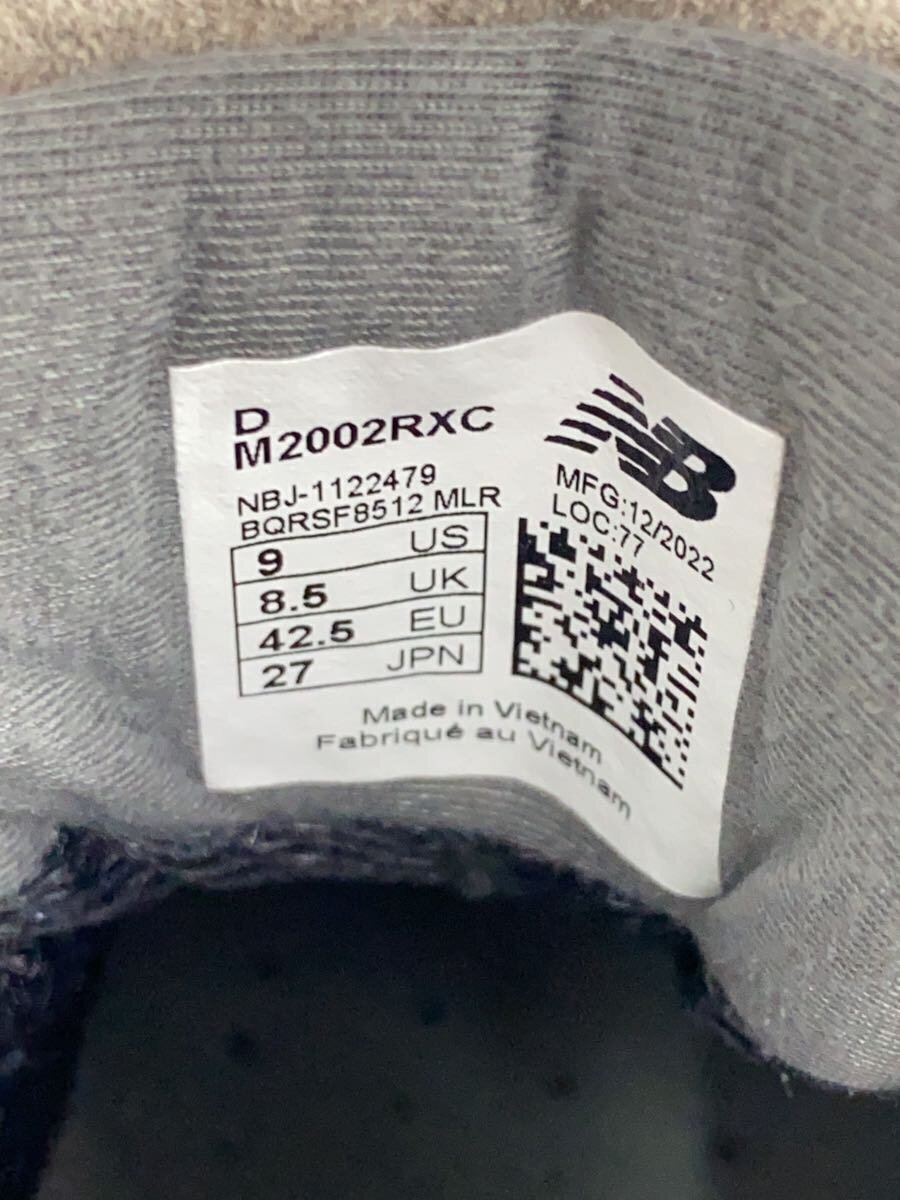 D
M2002RXC
NBJ-1122479
BQRSF8512 MLR
9 US
8.5 UK
42.5 EU
27 JPN
NB
MFG:12/2022
LOC:77
Made in Vietnam
Fabriqué au Vietnam